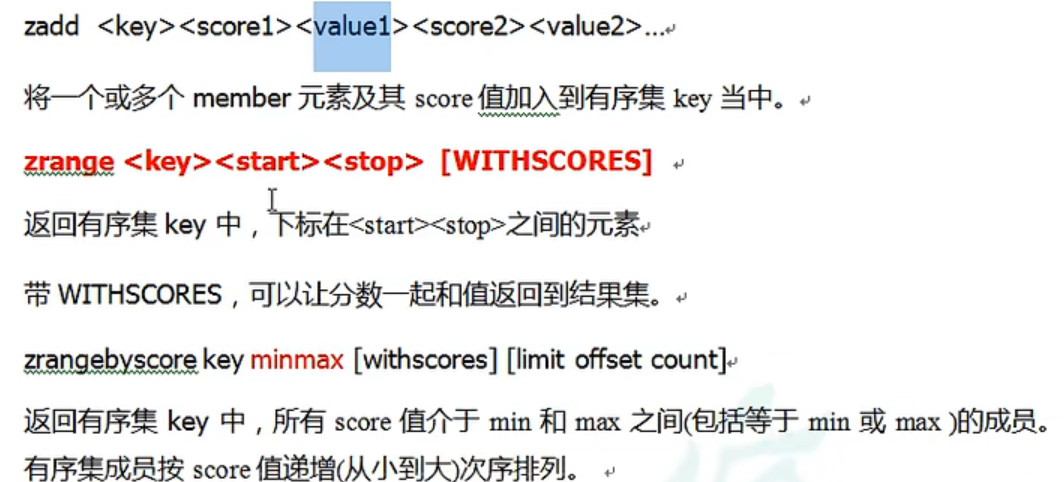 zadd <key><score1><value1><score2><value2>...
将一个或多个 member 元素及其 score 值加入到有序集 key 当中。
zrange <key><start><stop> [WITHSCORES]
返回有序集 key 中，下标在<start><stop>之间的元素
带 WITHSCORES，可以让分数一起和值返回到结果集。
zrangebyscore key minmax [withscores] [limit offset count]
返回有序集 key 中，所有 score 值介于 min 和 max 之间(包括等于 min 或 max )的成员。
有序集成员按 score 值递增(从小到大)次序排列。